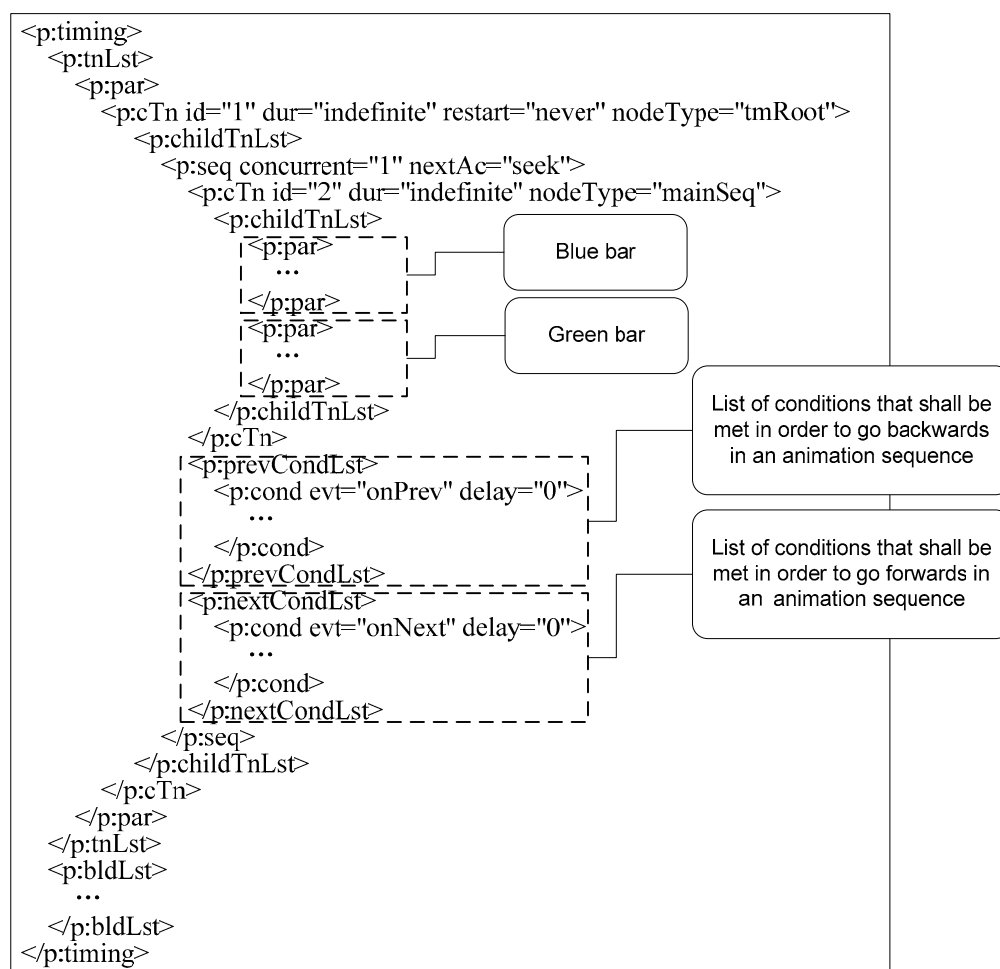 <p:timing>
<p:tnLst>
<p:par>
<p:cTn id="1" dur="indefinite" restart="never" nodeType="tmRoot">
<p:childTnLst>
<p:seq concurrent="1" nextAc="seek">
<p:cTn id="2" dur="indefinite" nodeType="mainSeq">
<p:childTnLst>
<p:par>
...
</p:par>
Blue bar
<p:par>
...
</p:par>
Green bar
</p:childTnLst>
</p:cTn>
<p:prevCondLst>
<p:cond evt="onPrev" delay="0">
...
</p:cond>
</p:prevCondLst>
List of conditions that shall be
met in order to go backwards
in an animation sequence
<p:nextCondLst>
<p:cond evt="onNext" delay="0">
...
</p:cond>
</p:nextCondLst>
List of conditions that shall be
met in order to go forwards in
an animation sequence
</p:seq>
</p:childTnLst>
</p:cTn>
</p:par>
</p:tnLst>
<p:bldLst>
...
</p:bldLst>
</p:timing>